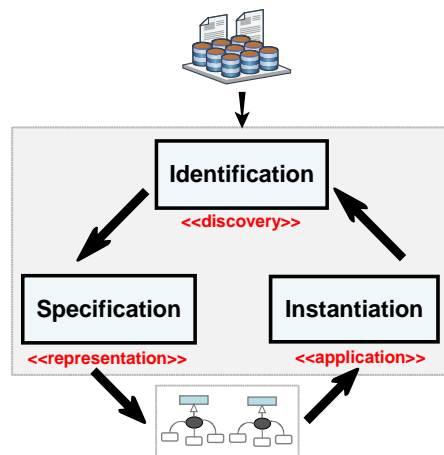 Identification
<<discovery>>
Specification
Instantiation
<<representation>>
<<application>>